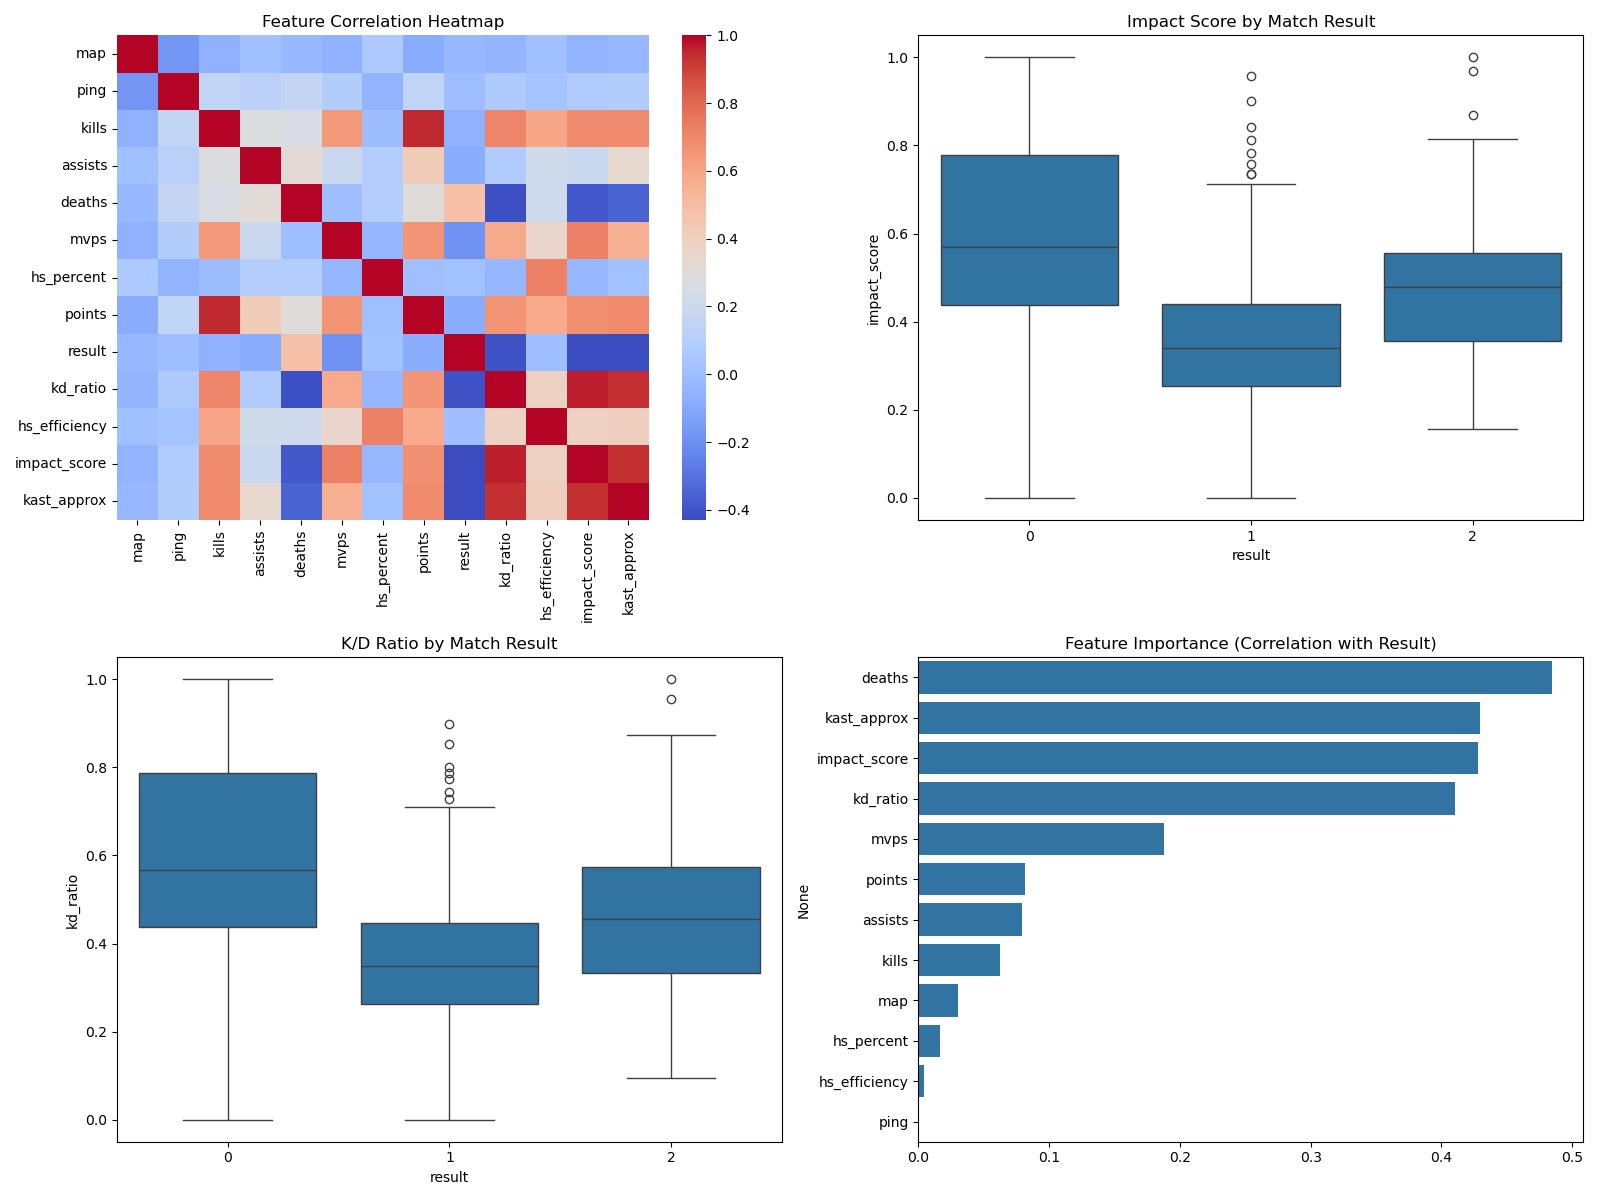 Feature Correlation Heatmap
map
ping
kills
assists
deaths
mvps
hs_percent
points
result
kd_ratio
hs_efficiency
impact_score
kast_approx
map
ping
kills
assists
deaths
mvps
hs_percent
points
result
kd_ratio
hs_efficiency
impact_score
kast_approx
1.0
0.8
0.6
0.4
0.2
0.0
−0.2
−0.4
Impact Score by Match Result
impact_score
1.0
0.8
0.6
0.4
0.2
0.0
0 1 2
result
K/D Ratio by Match Result
kd_ratio
1.0
0.8
0.6
0.4
0.2
0.0
0 1 2
result
Feature Importance (Correlation with Result)
None
deaths
kast_approx
impact_score
kd_ratio
mvps
points
assists
kills
map
hs_percent
hs_efficiency
ping
0.0 0.1 0.2 0.3 0.4 0.5